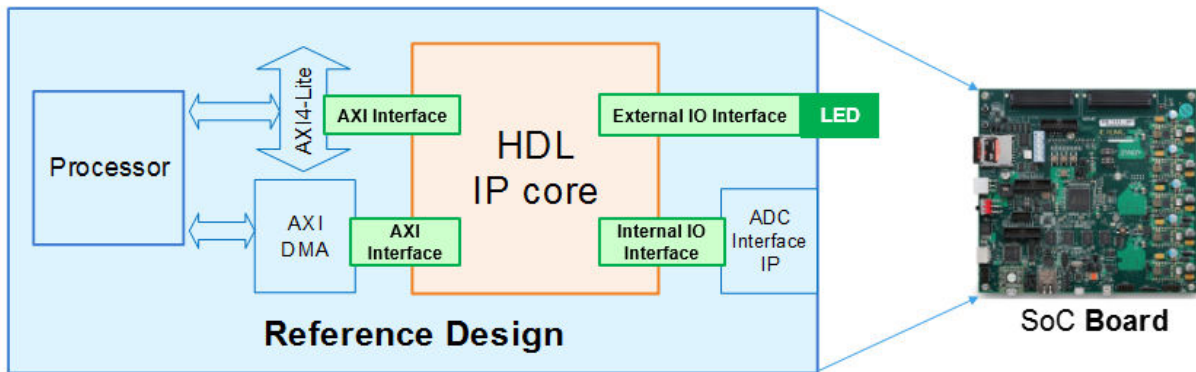 Processor
AXI4-Lite
AXI Interface
HDL
IP core
External IO Interface
LED
AXI
DMA
AXI
Interface
Internal IO
Interface
ADC
Interface
IP
Reference Design
SoC Board